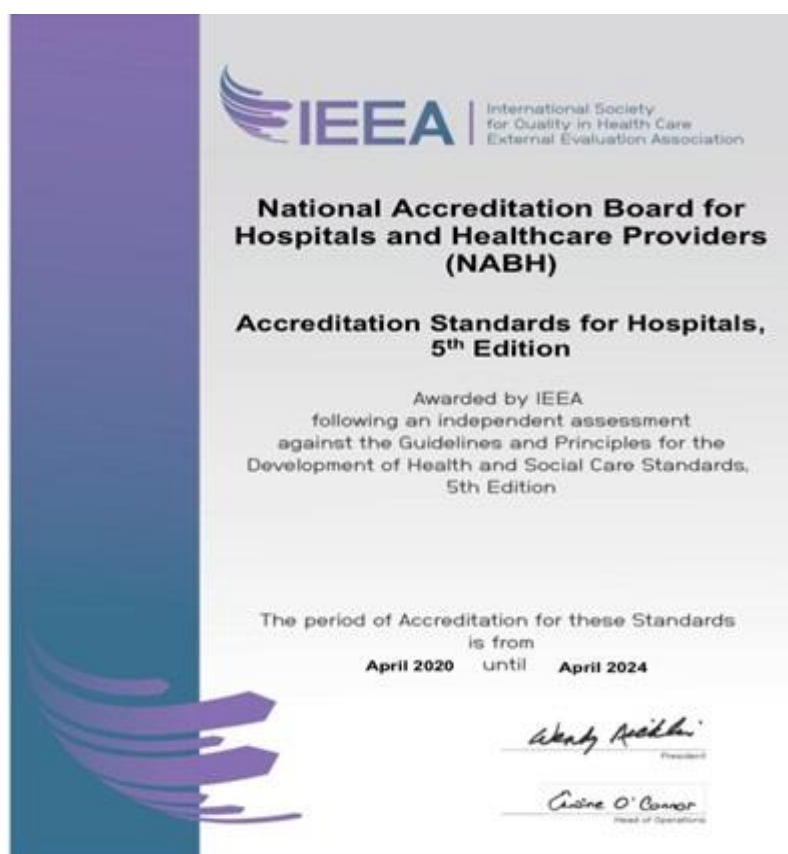 IEEA
International Society
for Quality in Health Care
External Evaluation Association
National Accreditation Board for
Hospitals and Healthcare Providers
(NABH)
Accreditation Standards for Hospitals,
5th Edition
Awarded by IEEA
following an independent assessment
against the Guidelines and Principles for the
Development of Health and Social Care Standards,
5th Edition
The period of Accreditation for these Standards
is from
April 2020 until April 2024
Wendy
President
O'Connor
Head of Operations